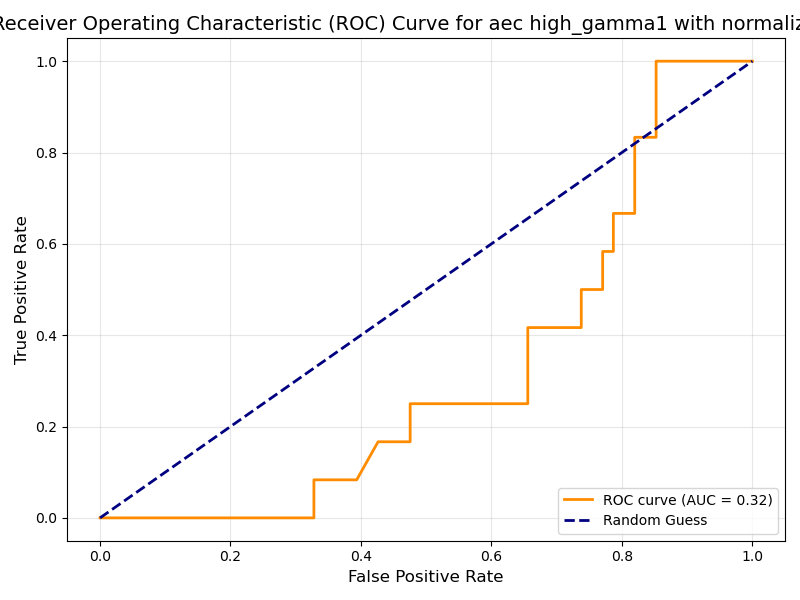 Receiver Operating Characteristic (ROC) Curve for aec high_gamma1 with normaliz
1.0
0.8
0.6
0.4
0.2
0.0
True Positive Rate
0.0 0.2 0.4 0.6 0.8 1.0
False Positive Rate
ROC curve (AUC = 0.32)
Random Guess